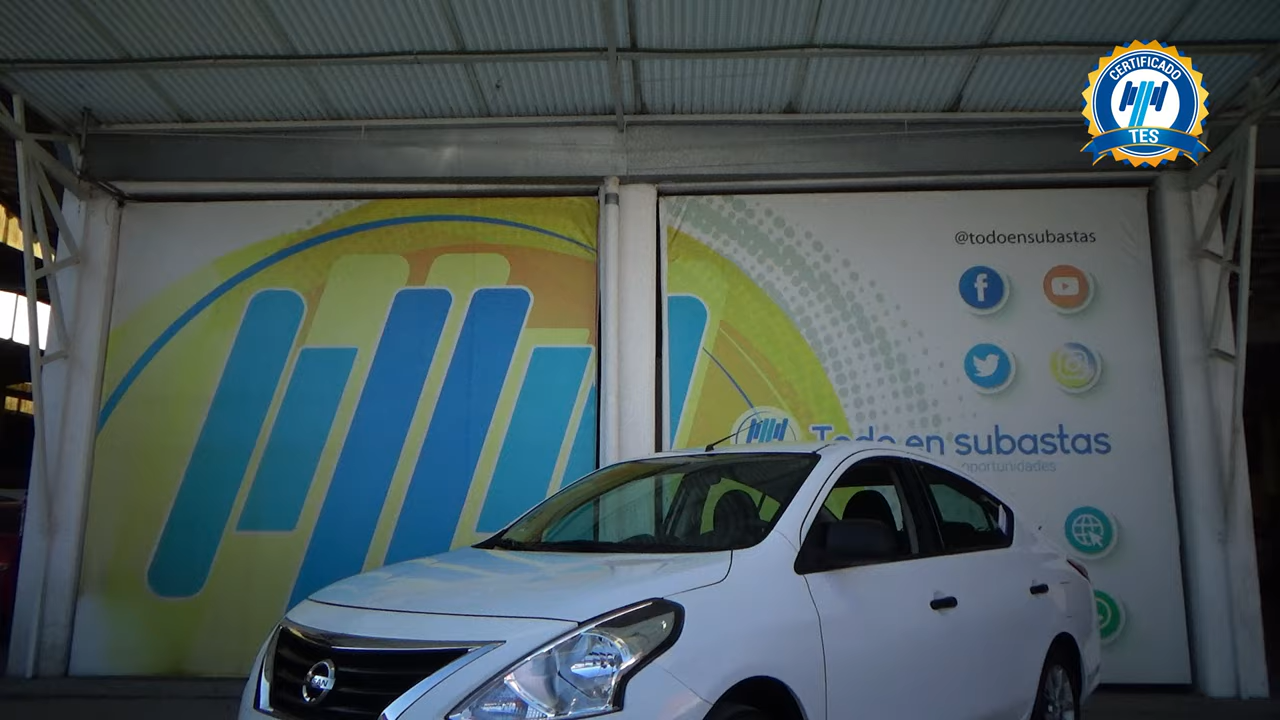 CERTIFICADO
TES
@todoensubastas
Todo en subastas
oportunidades